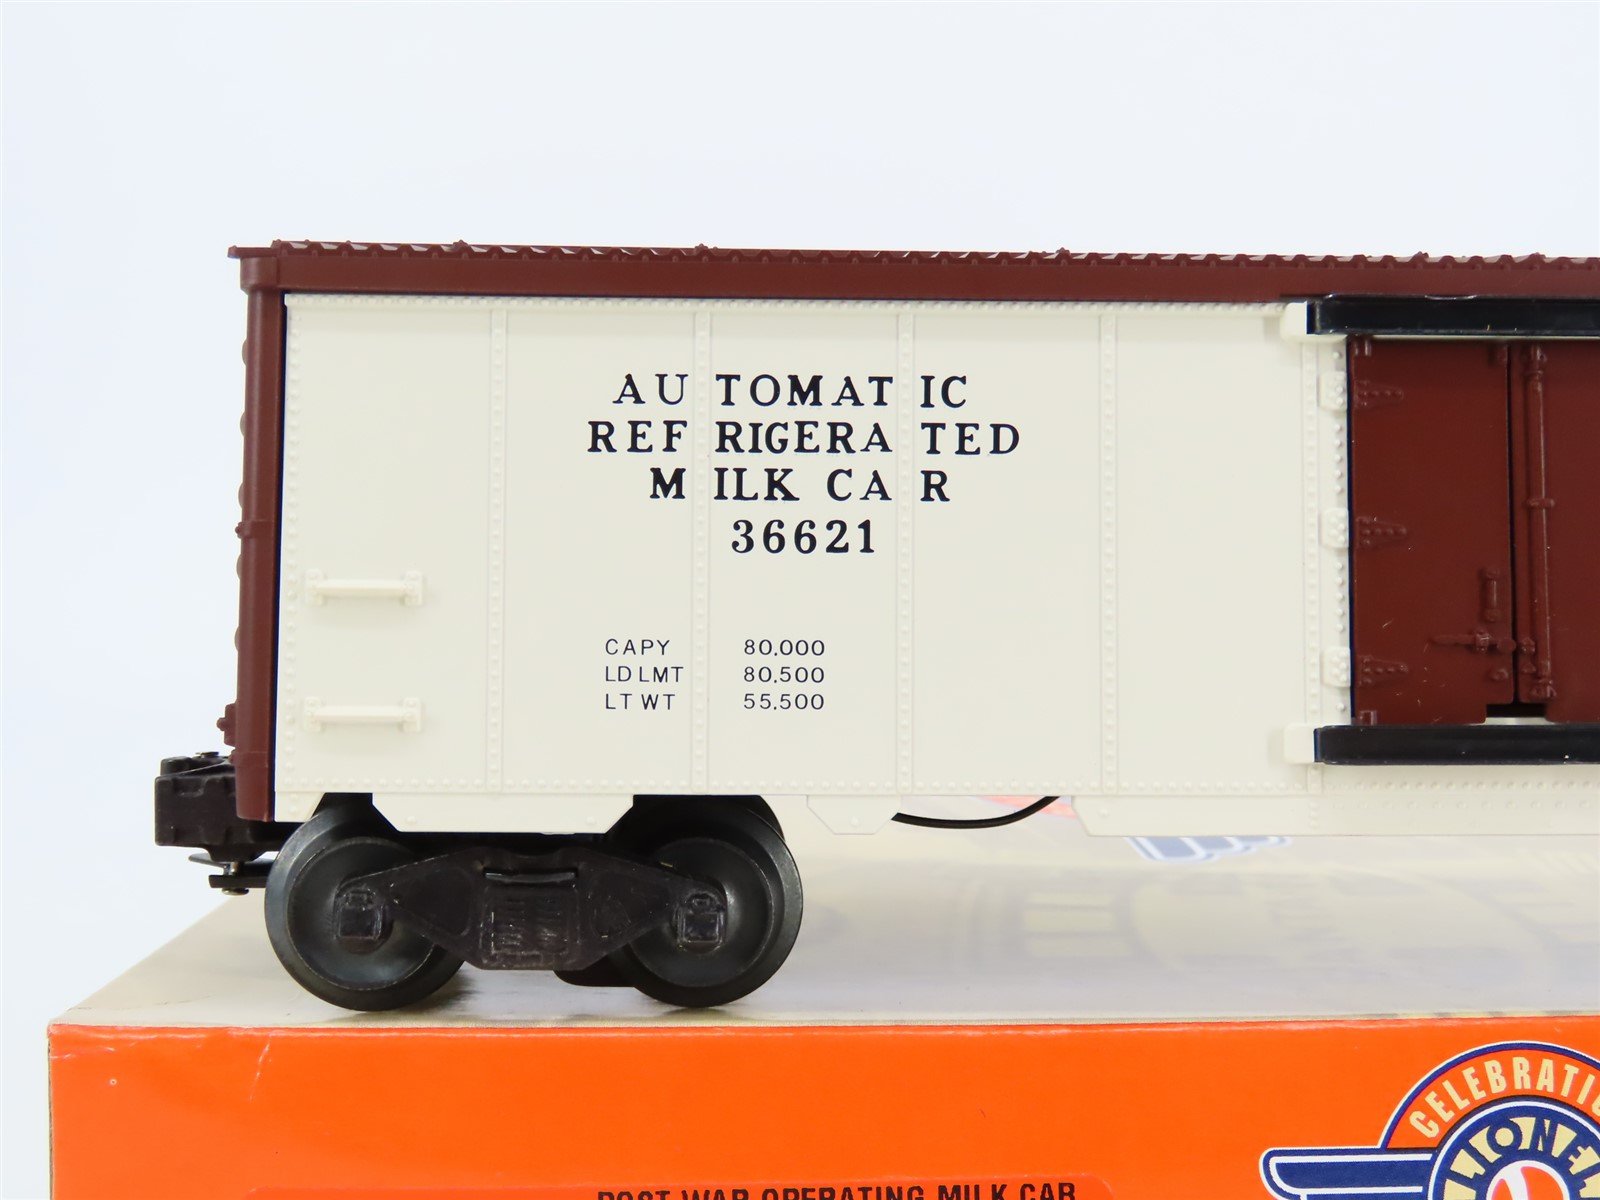 AUTOMATIC
REFRIGERATED
MILK CAR
36621
CAPY 80,000
LD LMT 80,500
LT WT 55,500
CELEBRATI
LIONEL
POST WAR OPERATING MILK CAR